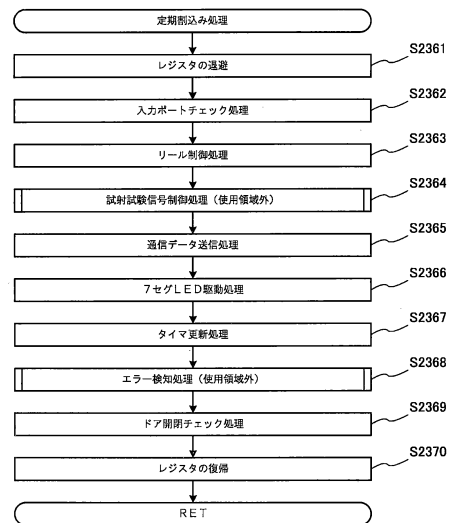 定期割込み処理
レジスタの退避
S2361
入力ポートチェック処理
S2362
リール制御処理
S2363
試射試験信号制御処理（使用領域外）
S2364
通信データ送信処理
S2365
７セグＬＥＤ駆動処理
S2366
タイマ更新処理
S2367
エラー検知処理（使用領域外）
S2368
ドア開閉チェック処理
S2369
レジスタの復帰
S2370
ＲＥＴ